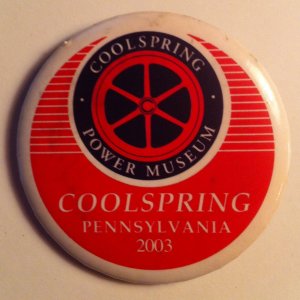 COOLSPRING
POWER MUSEUM
COOLSPRING
PENNSYLVANIA
2003